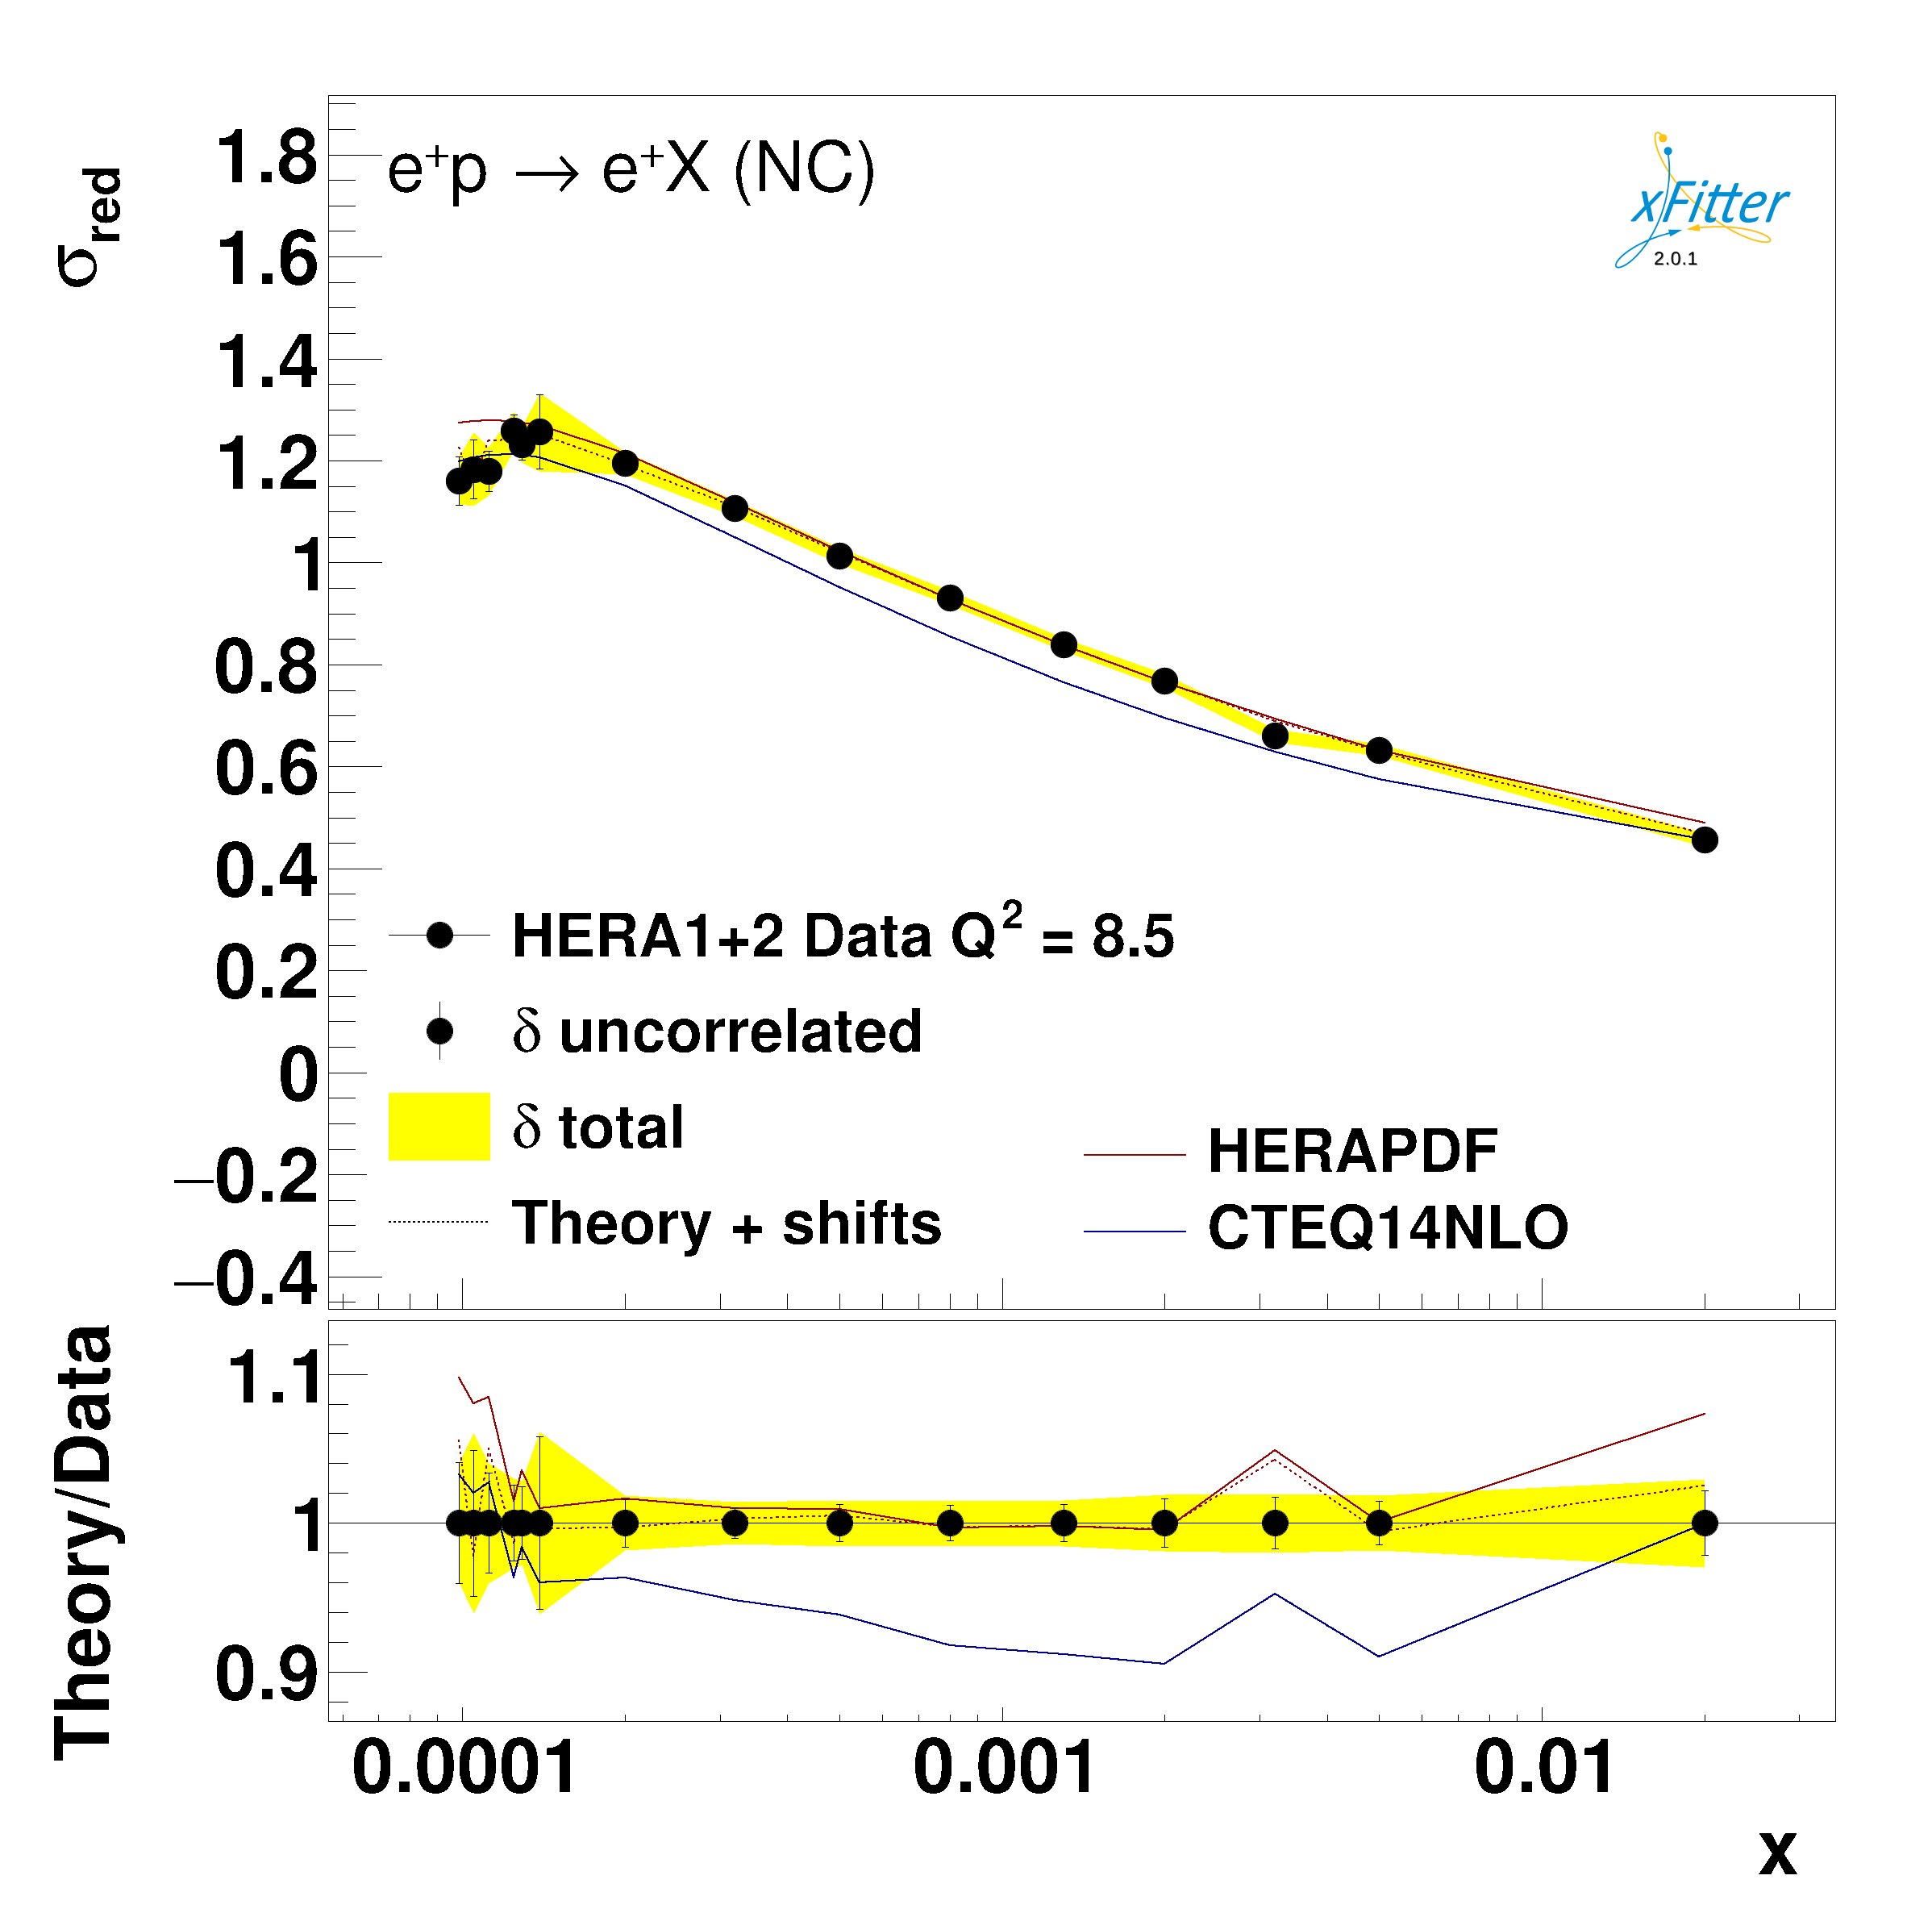 σred
1.8
1.6
1.4
1.2
1
0.8
0.6
0.4
0.2
0
−0.2
−0.4
e+p → e+X (NC)
xFitter
2.0.1
HERA1+2 Data Q2 = 8.5
δ uncorrelated
δ total
Theory + shifts
HERAPDF
CTEQ14NLO
Theory/Data
1.1
1
0.9
0.0001 0.001 0.01
x